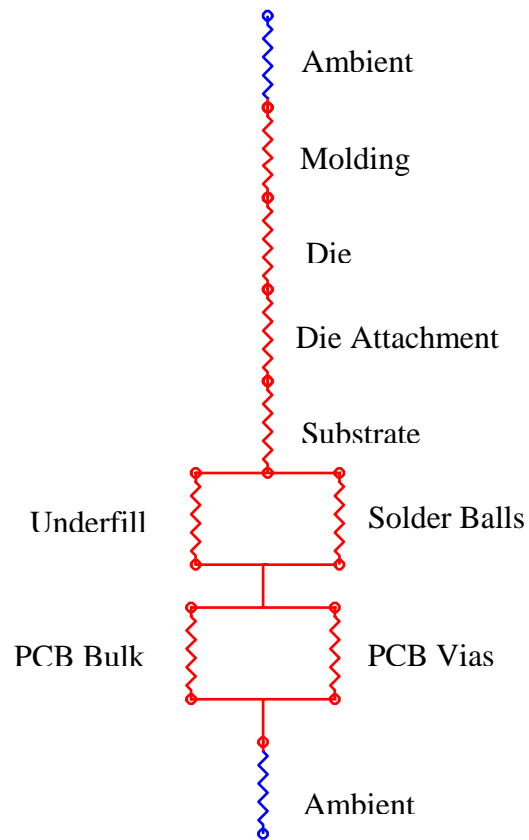 Ambient
Molding
Die
Die Attachment
Substrate
Underfill
Solder Balls
PCB Bulk
PCB Vias
Ambient